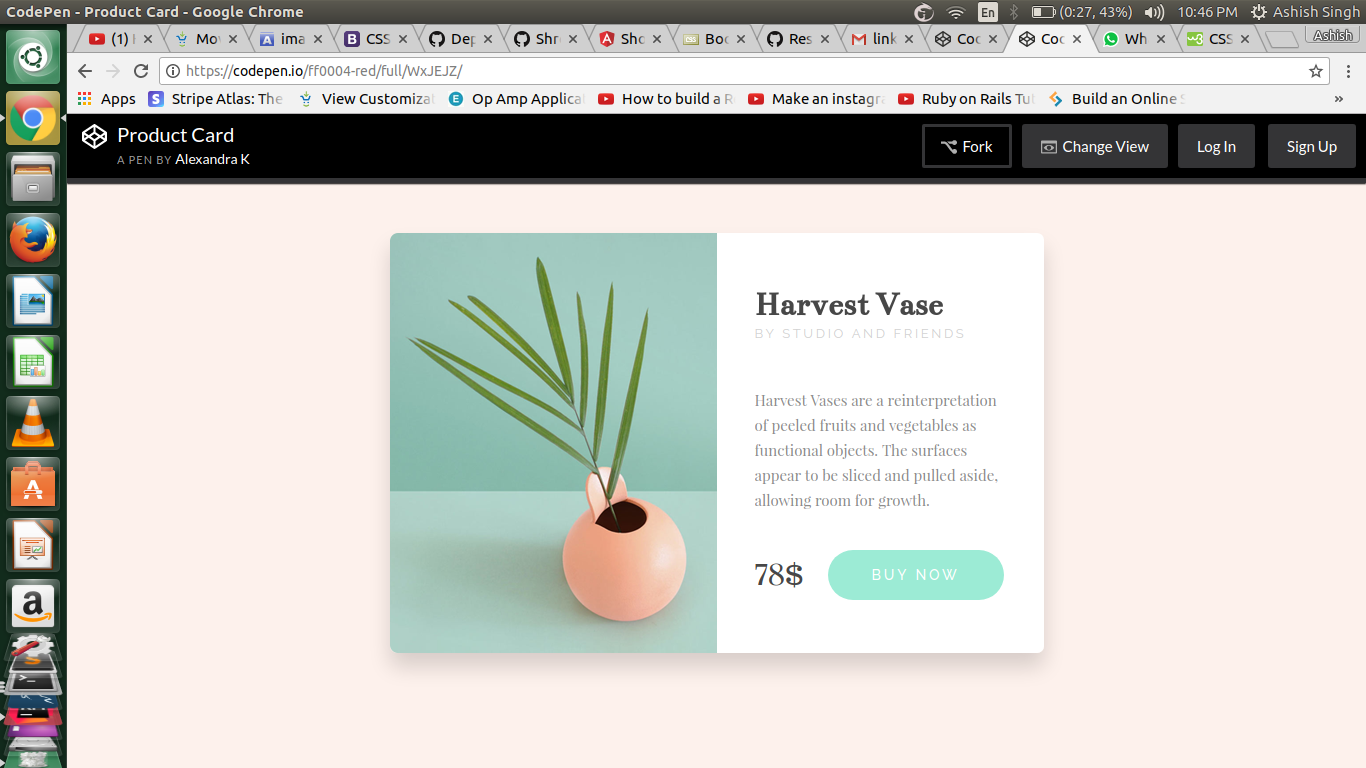 CodePen - Product Card - Google Chrome
En
(0:27, 43%)
10:46 PM
Ashish Singh
(1)
Mov
ima
CSS
Dep
Shr
Sho
Boo
Res
link
Coc
Coc
Wh
CSS
Ashish
https://codepen.io/ff0004-red/full/WxJEJZ/
Apps
Stripe Atlas: The
View Customiza
Op Amp Applica
How to build a R
Make an instagra
Ruby on Rails Tu
Build an Online S
»
Product Card
A PEN BY Alexandra K
Fork
Change View
Log In
Sign Up
Harvest Vase
BY STUDIO AND FRIENDS
Harvest Vases are a reinterpretation
of peeled fruits and vegetables as
functional objects. The surfaces
appear to be sliced and pulled aside,
allowing room for growth.
78$
BUY NOW